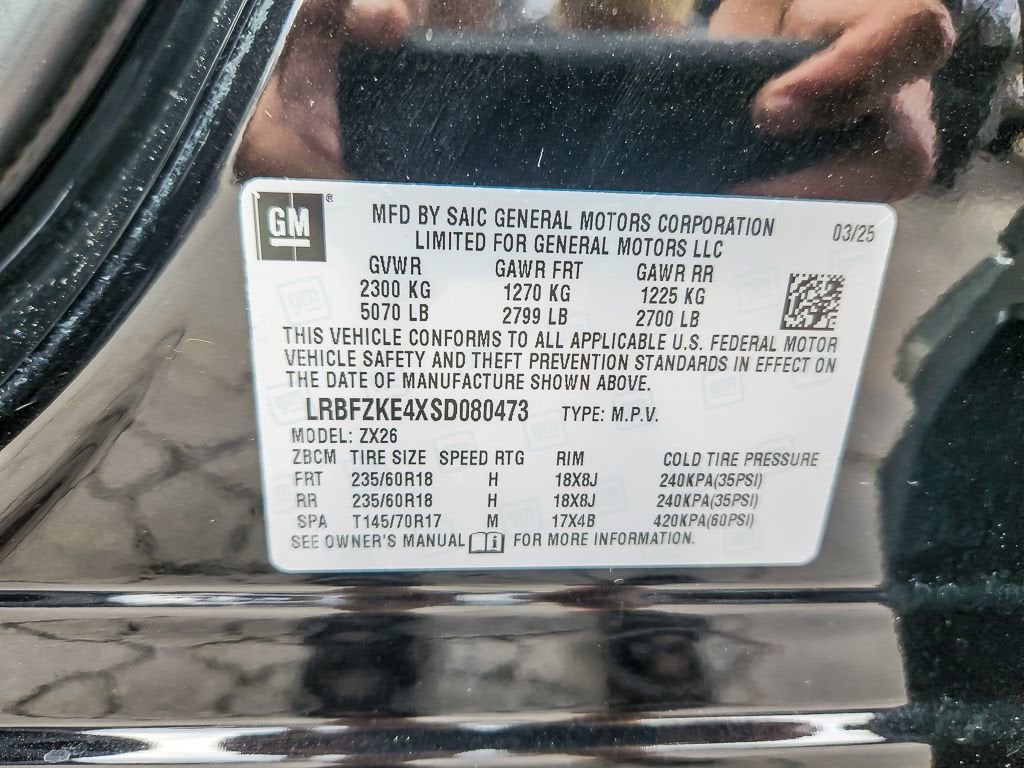 GM ®
MFD BY SAIC GENERAL MOTORS CORPORATION
LIMITED FOR GENERAL MOTORS LLC
03/25
GVWR GAWR FRT GAWR RR
2300 KG 1270 KG 1225 KG
5070 LB 2799 LB 2700 LB
THIS VEHICLE CONFORMS TO ALL APPLICABLE U.S. FEDERAL MOTOR
VEHICLE SAFETY AND THEFT PREVENTION STANDARDS IN EFFECT ON
THE DATE OF MANUFACTURE SHOWN ABOVE.
LRBFZKE4XSD080473 TYPE: M.P.V.
MODEL: ZX26
ZBCM TIRE SIZE SPEED RTG RIM COLD TIRE PRESSURE
FRT 235/60R18 H 18X8J 240KPA(35PSI)
RR 235/60R18 H 18X8J 240KPA(35PSI)
SPA T145/70R17 M 17X4B 420KPA(60PSI)
SEE OWNER'S MANUAL FOR MORE INFORMATION.